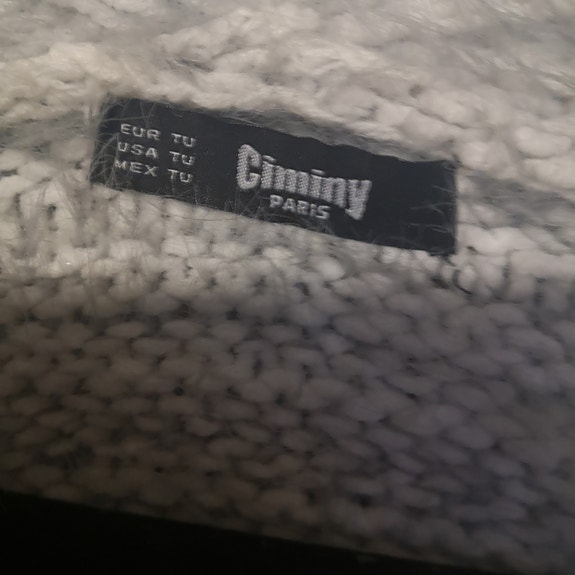 EUR TU
USA TU
MEX TU
Ciminy
PARIS